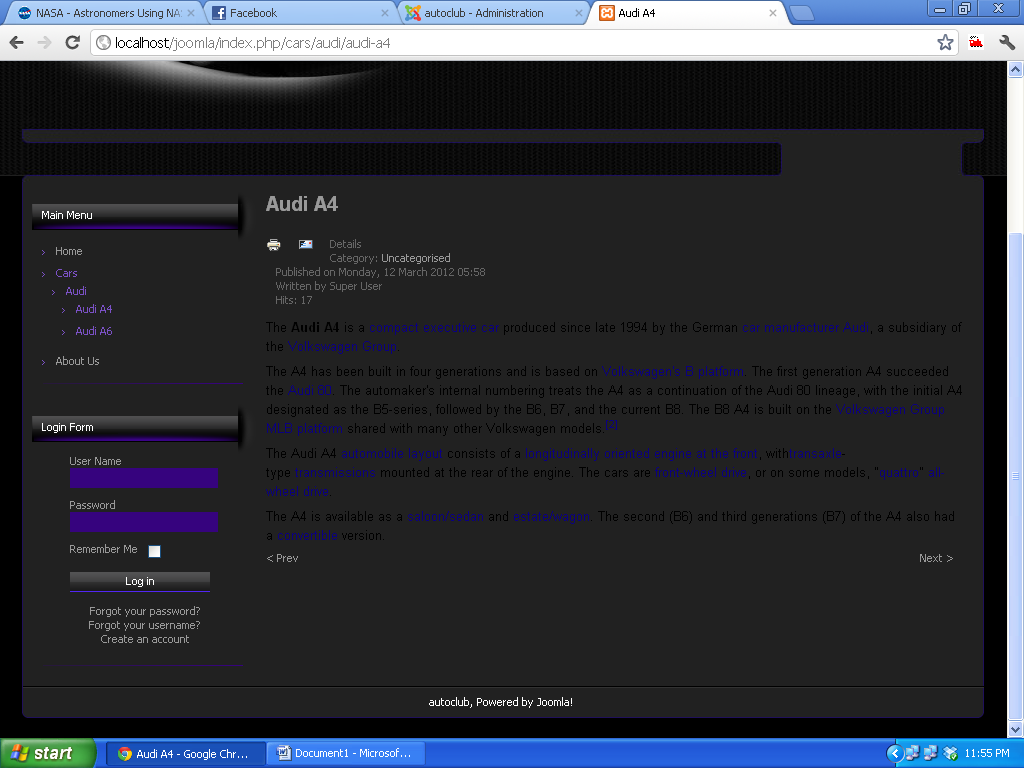 NASA - Astronomers Using NA
Facebook
autoclub - Administration
Audi A4
localhost/joomla/index.php/cars/audi/audi-a4
Main Menu
Home
Cars
Audi
Audi A4
Audi A6
About Us
Login Form
User Name
Password
Remember Me
Log in
Forgot your password?
Forgot your username?
Create an account
Audi A4
Details
Category: Uncategorised
Published on Monday, 12 March 2012 05:58
Written by Super User
Hits: 17
The Audi A4 is a compact executive car produced since late 1994 by the German car manufacturer Audi, a subsidiary of
the Volkswagen Group.
The A4 has been built in four generations and is based on Volkswagen's B platform. The first generation A4 succeeded
the Audi 80. The automaker's internal numbering treats the A4 as a continuation of the Audi 80 lineage, with the initial A4
designated as the B5-series, followed by the B6, B7, and the current B8. The B8 A4 is built on the Volkswagen Group
MLB platform shared with many other Volkswagen models.[2]
The Audi A4 automobile layout consists of a longitudinally oriented engine at the front, withtransaxle-
type transmissions mounted at the rear of the engine. The cars are front-wheel drive, or on some models, "quattro" all-
wheel drive.
The A4 is available as a saloon/sedan and estate/wagon. The second (B6) and third generations (B7) of the A4 also had
a convertible version.
< Prev
Next >
autoclub, Powered by Joomla!
start
Audi A4 - Google Chr...
Document1 - Microsof...
11:55 PM